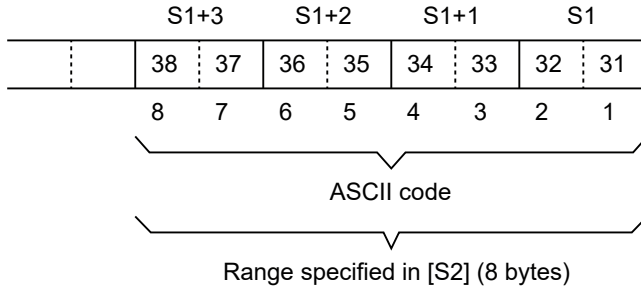 S1+3 S1+2 S1+1 S1
38 37 36 35 34 33 32 31
8 7 6 5 4 3 2 1
ASCII code
Range specified in [S2] (8 bytes)